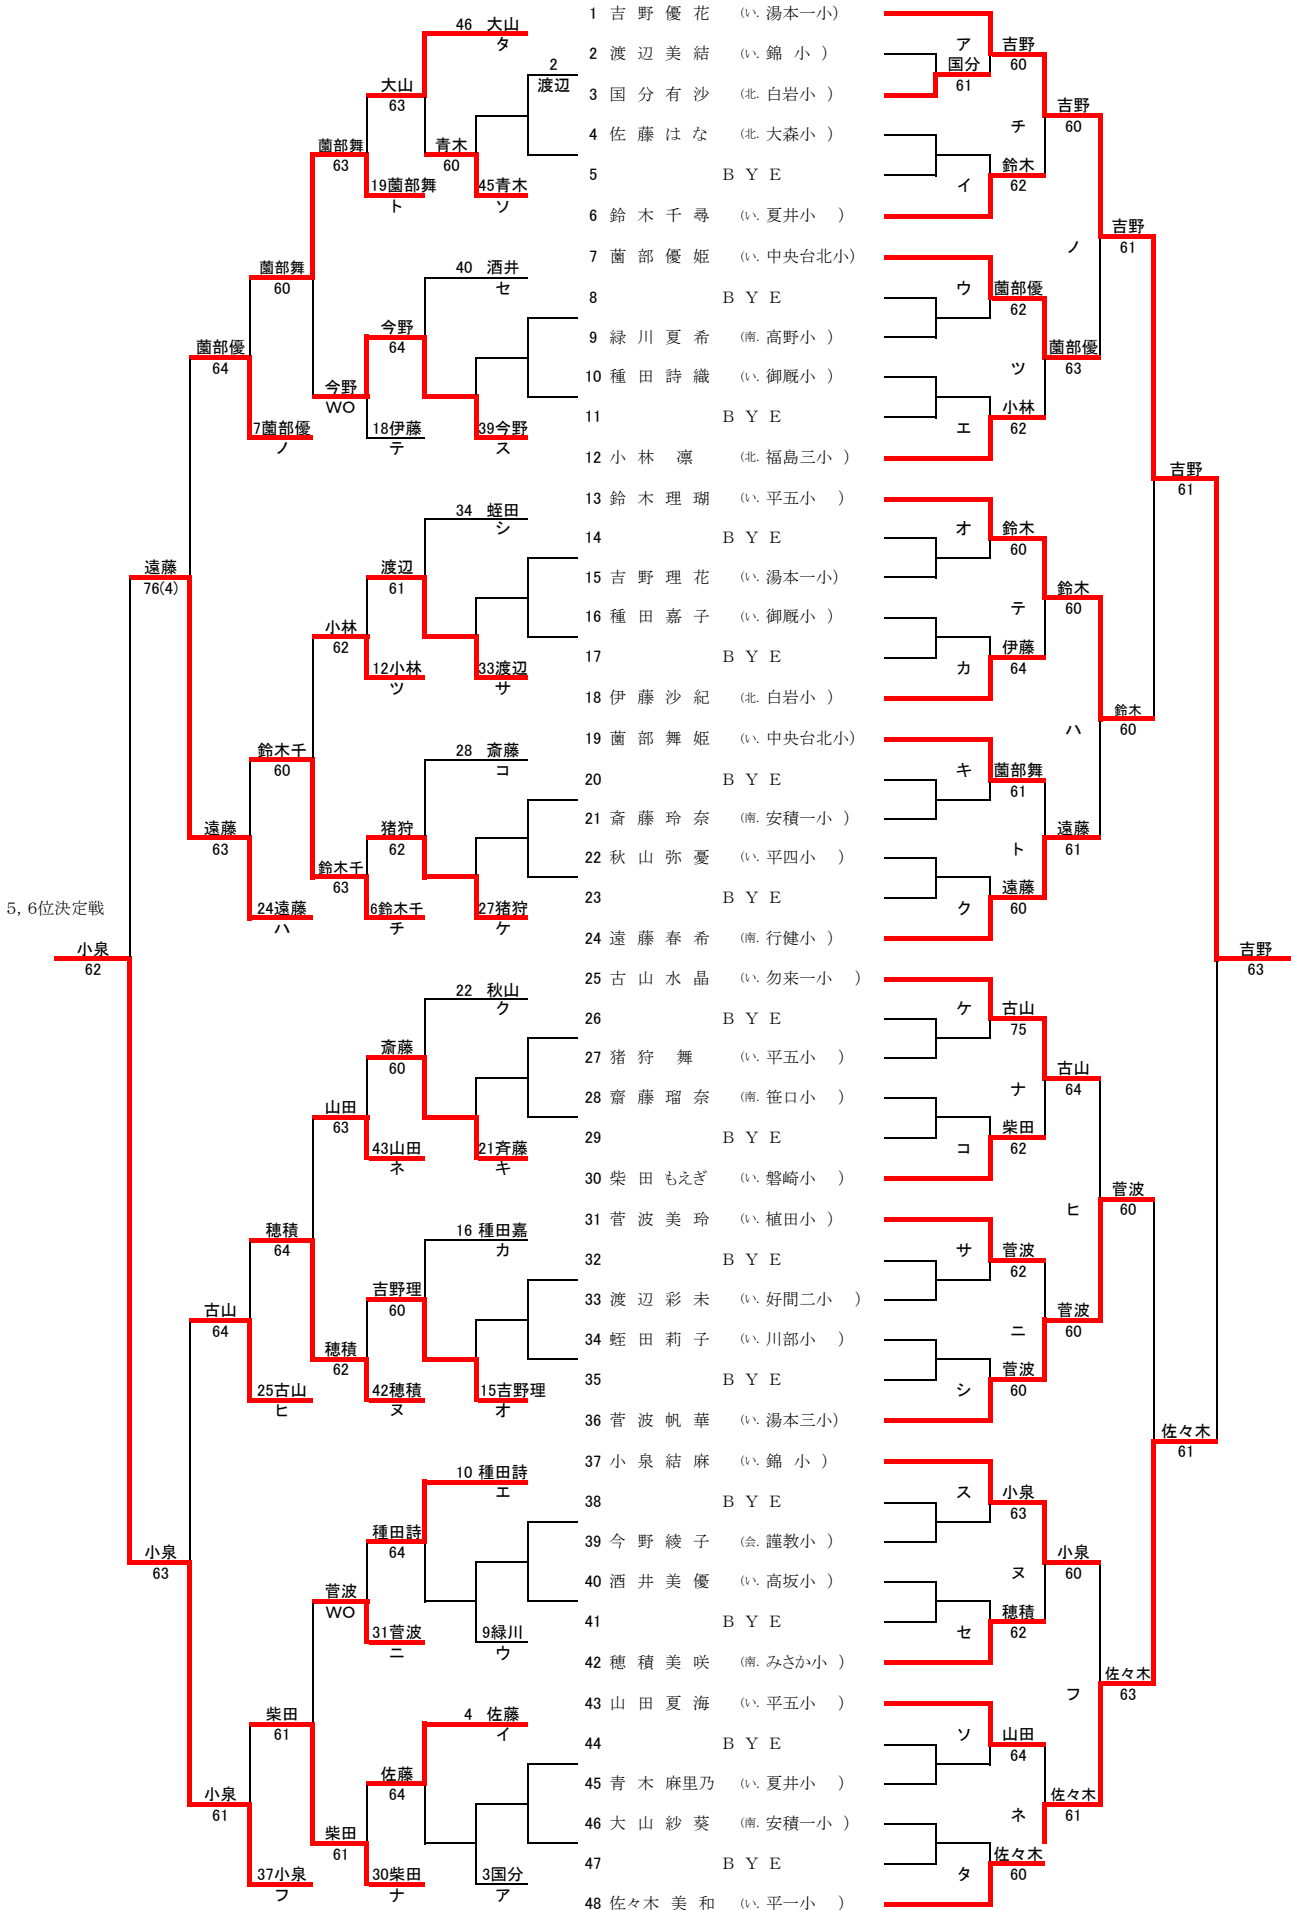 1 吉野優花 (い. 湯本一小)
2 渡辺美結 (い. 錦小)
3 国分有沙 (北. 白岩小)
4 佐藤はな (北. 大森小)
5 BYE
6 鈴木千尋 (い. 夏井小)
7 薗部優姫 (い. 中央台北小)
8 BYE
9 緑川夏希 (南. 高野小)
10 種田詩織 (い. 御厩小)
11 BYE
12 小林凛 (北. 福島三小)
13 鈴木理瑚 (い. 平五小)
14 BYE
15 吉野理花 (い. 湯本一小)
16 種田嘉子 (い. 御厩小)
17 BYE
18 伊藤沙紀 (北. 白岩小)
19 薗部舞姫 (い. 中央台北小)
20 BYE
21 斎藤玲奈 (南. 安積一小)
22 秋山弥憂 (い. 平四小)
23 BYE
24 遠藤春希 (南. 行健小)
25 古山水晶 (い. 勿来一小)
26 BYE
27 猪狩舞 (い. 平五小)
28 齋藤瑠奈 (南. 笹口小)
29 BYE
30 柴田もえぎ (い. 磐崎小)
31 菅波美玲 (い. 植田小)
32 BYE
33 渡辺彩未 (い. 好間二小)
34 蛭田莉子 (い. 川部小)
35 BYE
36 菅波帆華 (い. 湯本三小)
37 小泉結麻 (い. 錦小)
38 BYE
39 今野綾子 (会. 謹教小)
40 酒井美優 (い. 高坂小)
41 BYE
42 穂積美咲 (南. みさか小)
43 山田夏海 (い. 平五小)
44 BYE
45 青木麻里乃 (い. 夏井小)
46 大山紗葵 (南. 安積一小)
47 BYE
48 佐々木美和 (い. 平一小)
ア
国分
61
吉野
60
チ
吉野
60
イ
鈴木
62
ノ
吉野
61
ウ
薗部優
62
ツ
薗部優
63
エ
小林
62
吉野
61
オ
鈴木
60
テ
鈴木
60
カ
伊藤
64
ハ
鈴木
60
キ
薗部舞
61
ト
遠藤
61
ク
遠藤
60
吉野
63
ケ
古山
75
ナ
古山
64
コ
柴田
62
ヒ
菅波
60
サ
菅波
62
ニ
菅波
60
シ
菅波
60
佐々木
61
ス
小泉
63
ヌ
小泉
60
セ
穂積
62
フ
佐々木
63
ソ
山田
64
ネ
佐々木
61
タ
佐々木
60
46 大山
タ
2
渡辺
大山
63
青木
60
45青木
ソ
薗部舞
63
19薗部舞
ト
薗部舞
60
40 酒井
セ
今野
64
39今野
ス
今野
WO
18伊藤
テ
薗部優
64
7薗部優
ノ
34 蛭田
シ
渡辺
61
33渡辺
サ
小林
62
12小林
ツ
遠藤
76(4)
鈴木千
60
28 斎藤
コ
猪狩
62
27猪狩
ケ
鈴木千
63
6鈴木千
チ
遠藤
63
24遠藤
ハ
5, 6位決定戦
小泉
62
22 秋山
ク
斎藤
60
21斉藤
キ
山田
63
43山田
ネ
穂積
64
16 種田嘉
カ
吉野理
60
15吉野理
オ
穂積
62
42穂積
ヌ
古山
64
25古山
ヒ
10 種田詩
エ
種田詩
64
9緑川
ウ
菅波
WO
31菅波
ニ
小泉
63
柴田
61
4 佐藤
イ
佐藤
64
3国分
ア
柴田
61
30柴田
ナ
小泉
61
37小泉
フ